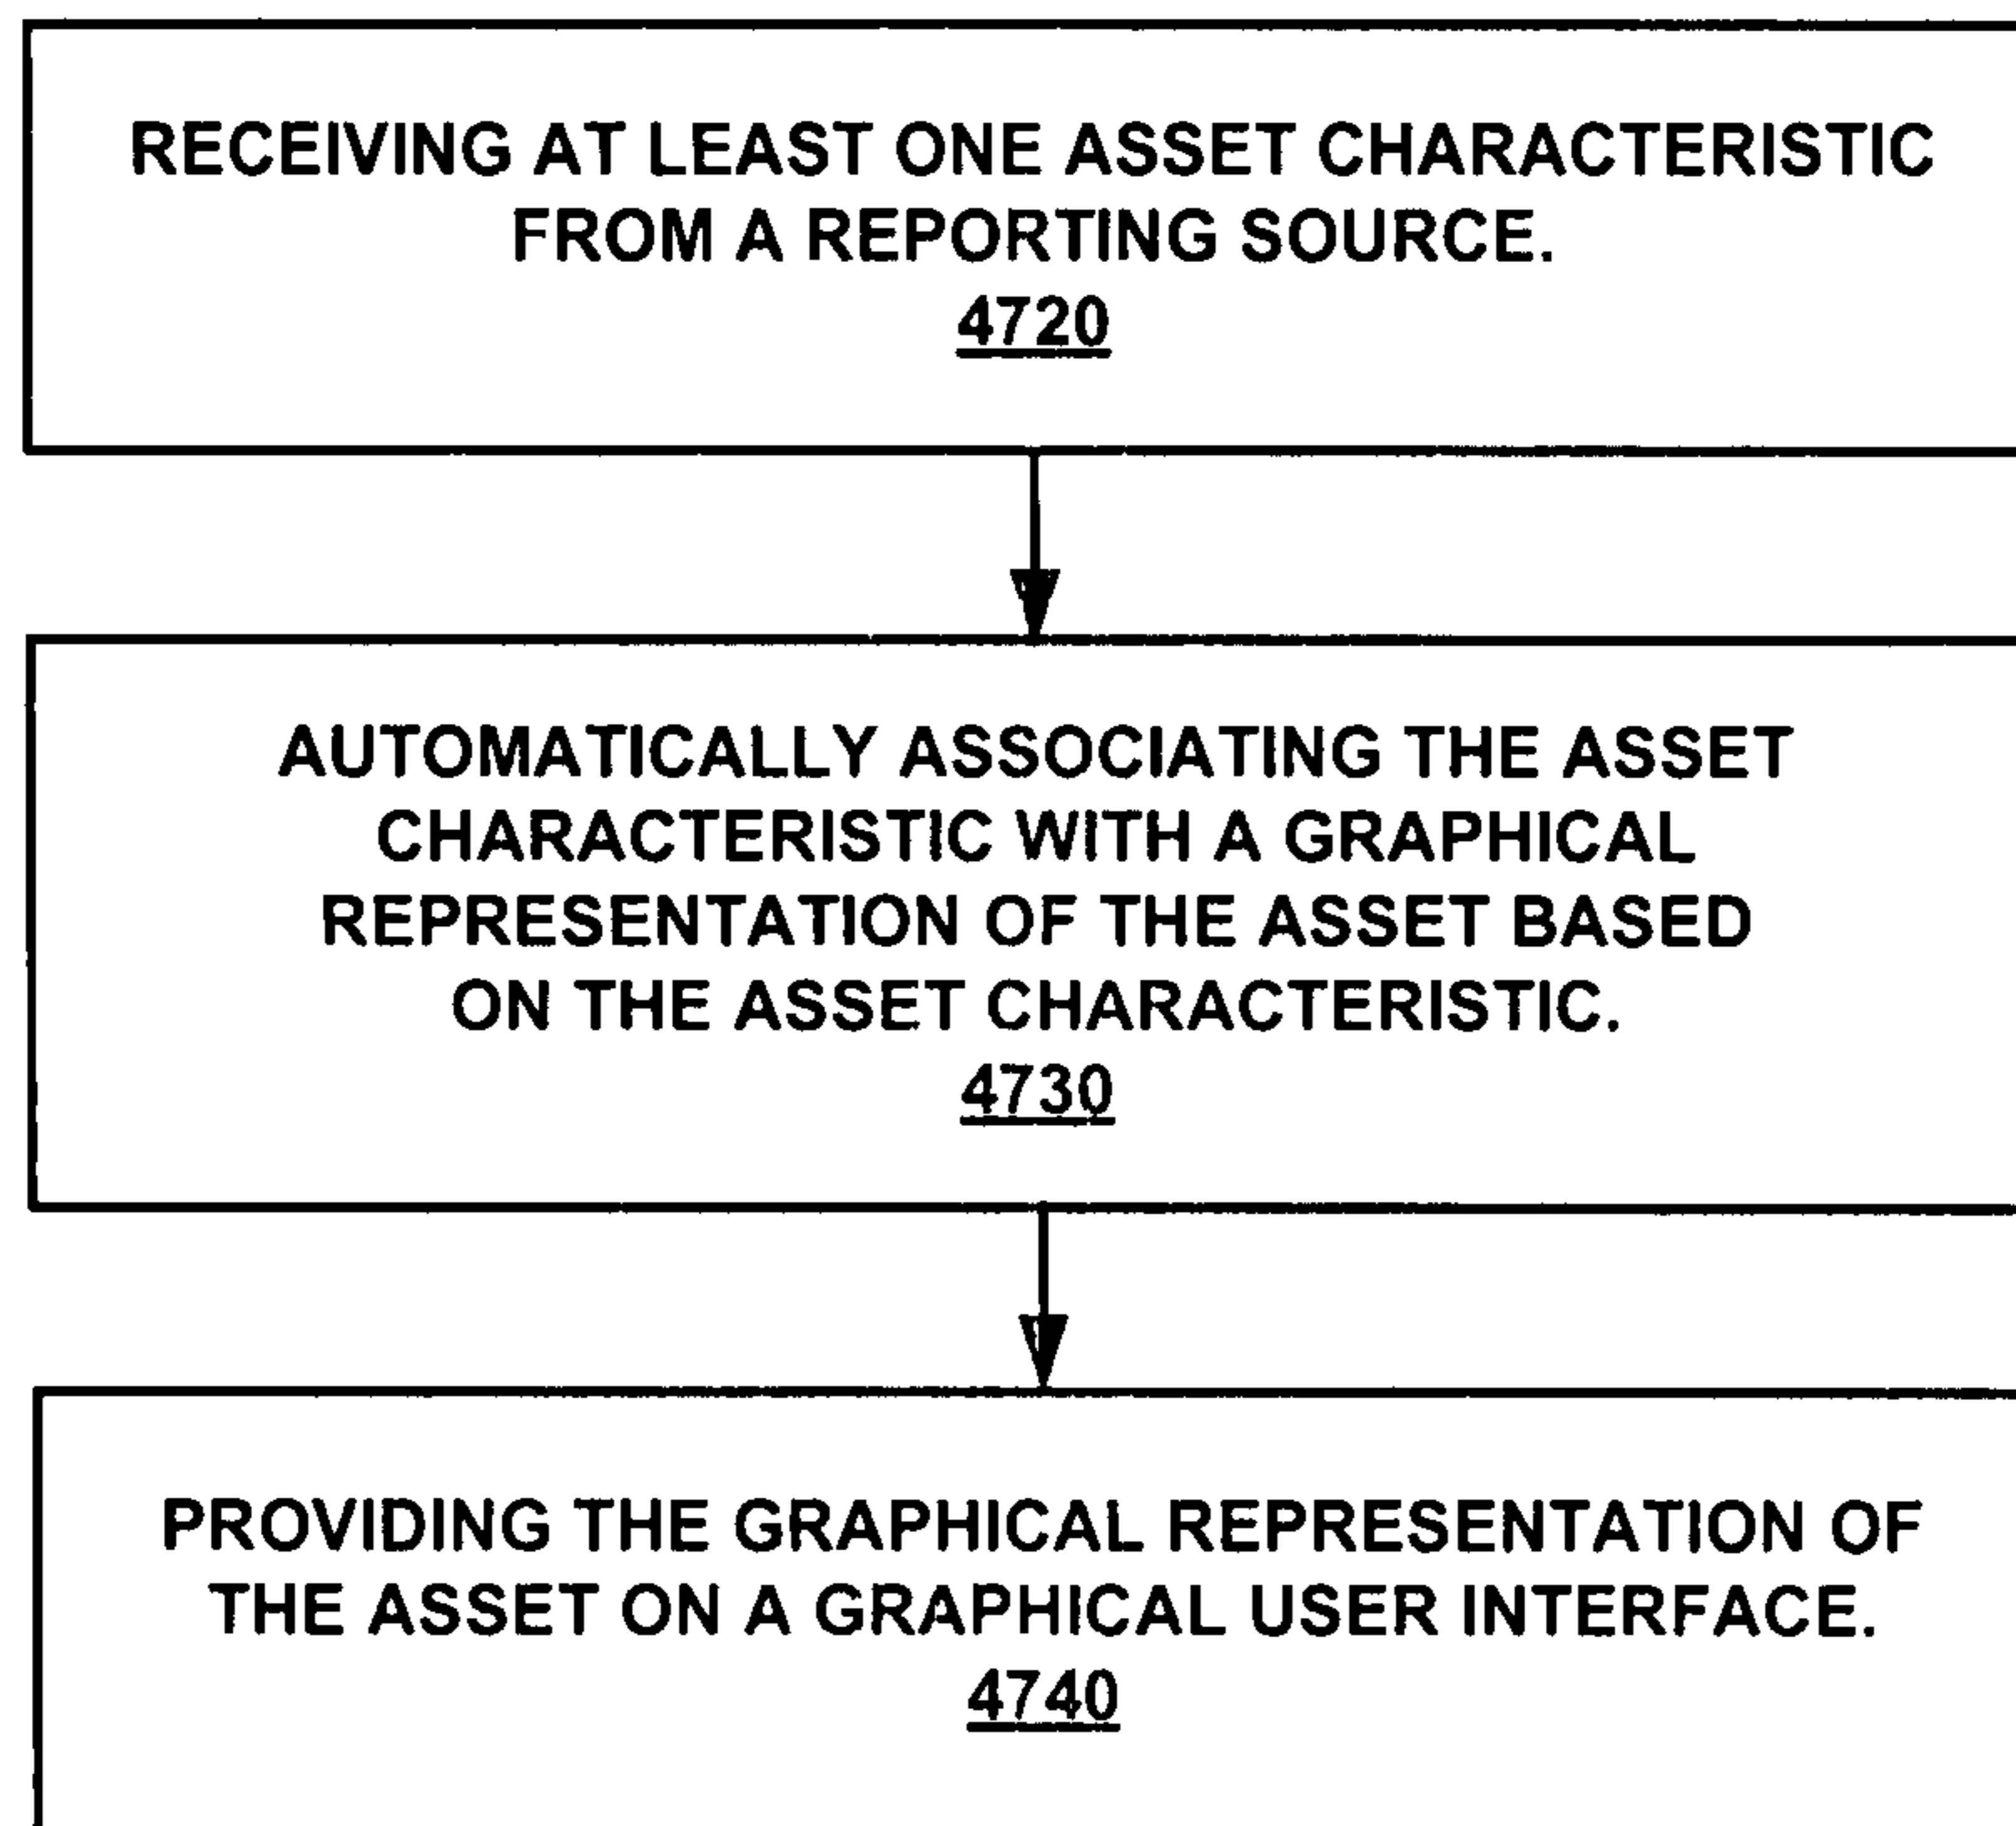 RECEIVING AT LEAST ONE ASSET CHARACTERISTIC
FROM A REPORTING SOURCE.
4720
AUTOMATICALLY ASSOCIATING THE ASSET
CHARACTERISTIC WITH A GRAPHICAL
REPRESENTATION OF THE ASSET BASED
ON THE ASSET CHARACTERISTIC.
4730
PROVIDING THE GRAPHICAL REPRESENTATION OF
THE ASSET ON A GRAPHICAL USER INTERFACE.
4740